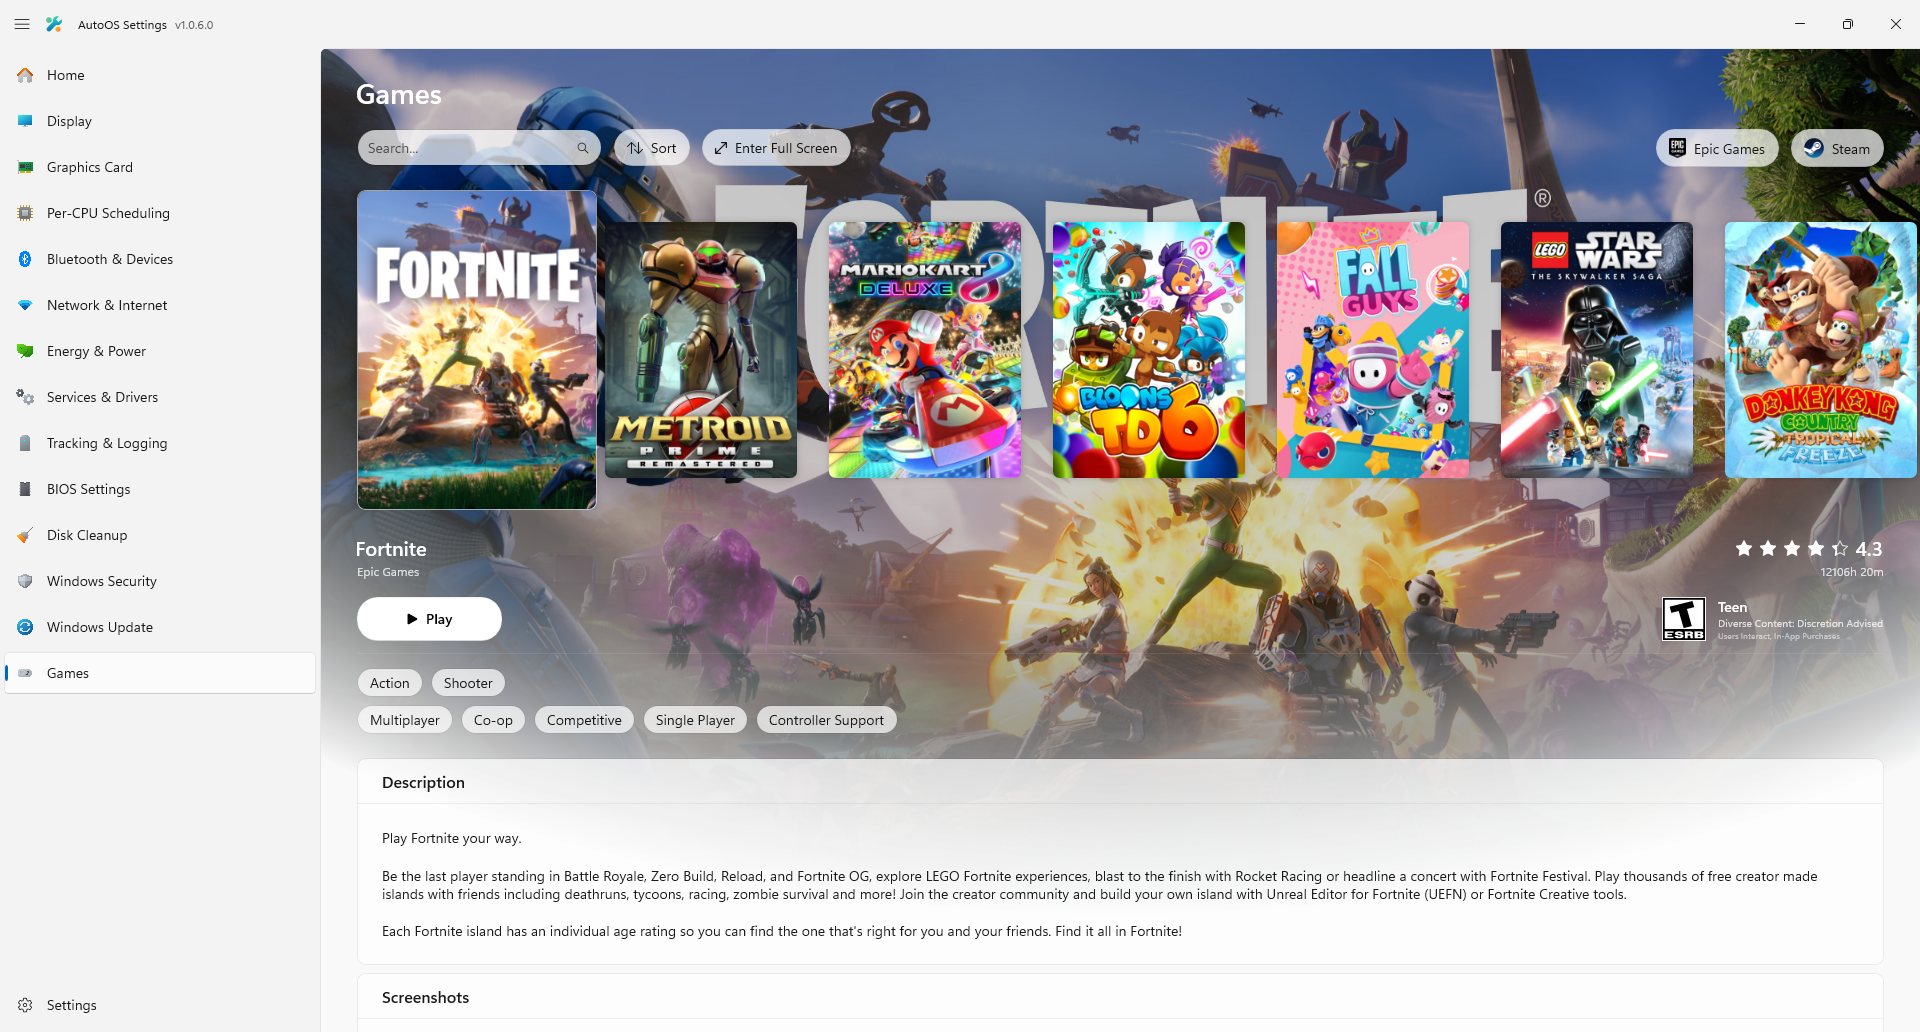 AutoOS Settings v1.0.6.0
Home
Display
Graphics Card
Per-CPU Scheduling
Bluetooth & Devices
Network & Internet
Energy & Power
Services & Drivers
Tracking & Logging
BIOS Settings
Disk Cleanup
Windows Security
Windows Update
Games
Settings
Games
Search...
Sort
Enter Full Screen
EPIC GAMES
Epic Games
Steam
®
FORTNITE
METROID
PRIME
REMASTERED
MARIOKART 8
DELUXE
BLOONS
TD6
FALL
GUYS
LEGO STAR
WARS
THE SKYWALKER SAGA
DONKEY KONG
COUNTRY
TROPICAL
FREEZE
Fortnite
Epic Games
4.3
12106h 20m
Play
T
ESRB
Teen
Diverse Content: Discretion Advised
Users Interact, In-App Purchases
Action Shooter
Multiplayer Co-op Competitive Single Player Controller Support
Description
Play Fortnite your way.
Be the last player standing in Battle Royale, Zero Build, Reload, and Fortnite OG, explore LEGO Fortnite experiences, blast to the finish with Rocket Racing or headline a concert with Fortnite Festival. Play thousands of free creator made
islands with friends including deathruns, tycoons, racing, zombie survival and more! Join the creator community and build your own island with Unreal Editor for Fortnite (UEFN) or Fortnite Creative tools.
Each Fortnite island has an individual age rating so you can find the one that's right for you and your friends. Find it all in Fortnite!
Screenshots